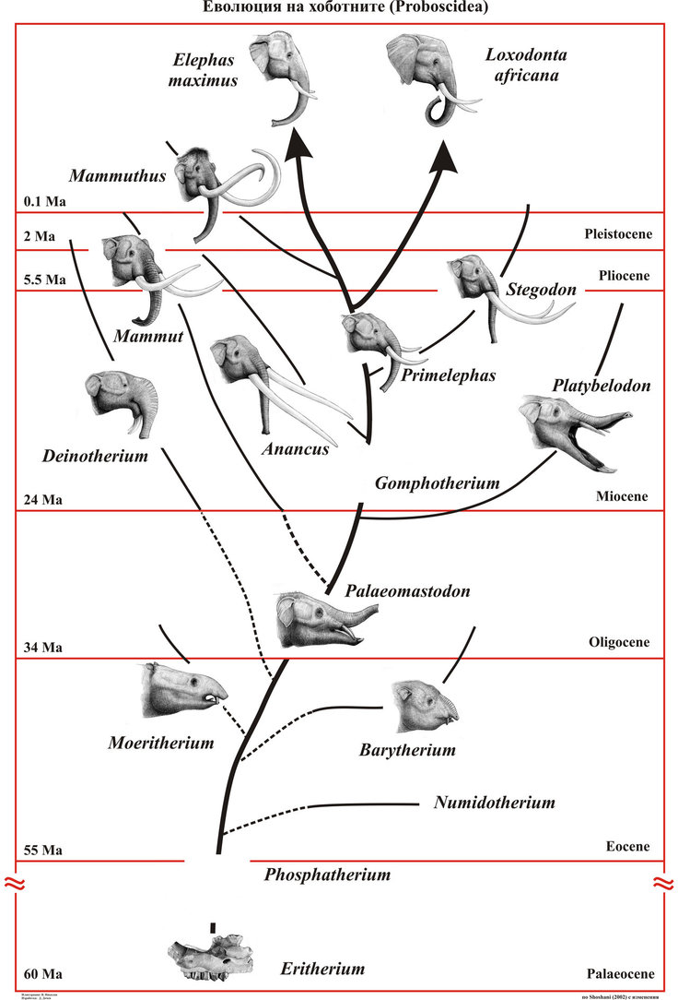 Еволюция на хоботните (Proboscidea)
Elephas
maximus
Loxodonta
africana
Mammuthus
0.1 Ma
Pleistocene
2 Ma
Pliocene
5.5 Ma
Stegodon
Mammut
Primelephas
Platybelodon
Deinotherium
Anancus
Gomphotherium
24 Ma
Miocene
Palaeomastodon
34 Ma
Oligocene
Moeritherium
Barytherium
Numidotherium
55 Ma
Eocene
Phosphatherium
Eritherium
60 Ma
Palaeocene
по Shoshani (2002) с изменения